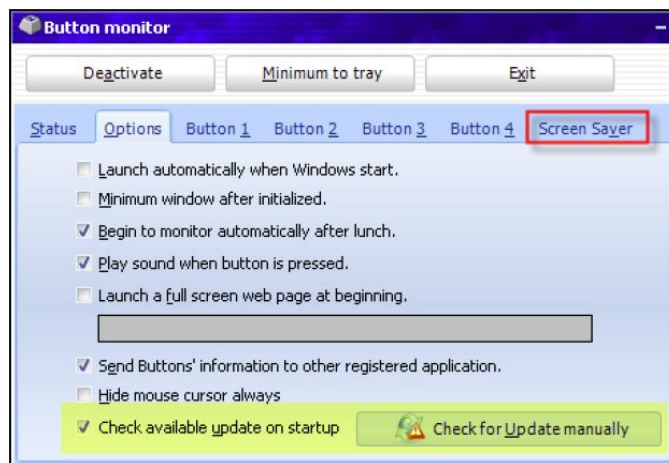 Button monitor
Deactivate Minimum to tray Exit
Status Options Button 1 Button 2 Button 3 Button 4 Screen Saver
Launch automatically when Windows start.
Minimum window after initialized.
Begin to monitor automatically after lunch.
Play sound when button is pressed.
Launch a full screen web page at beginning.
Send Buttons' information to other registered application.
Hide mouse cursor always
Check available update on startup Check for Update manually